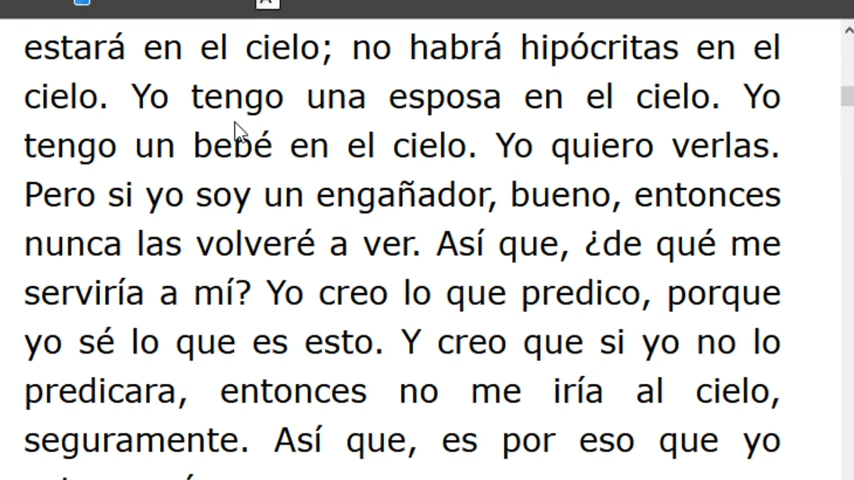 estará en el cielo; no habrá hipócritas en el
cielo. Yo tengo una esposa en el cielo. Yo
tengo un bebé en el cielo. Yo quiero verlas.
Pero si yo soy un engañador, bueno, entonces
nunca las volveré a ver. Así que, ¿de qué me
serviría a mí? Yo creo lo que predico, porque
yo sé lo que es esto. Y creo que si yo no lo
predicara, entonces no me iría al cielo,
seguramente. Así que, es por eso que yo